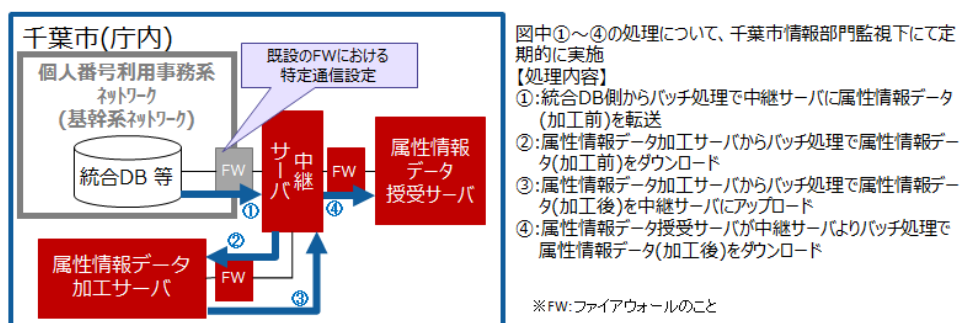 千葉市(庁内)
個人番号利用事務系
ネットワーク
(基幹系ネットワーク)
既設のFWにおける
特定通信設定
統合DB 等
FW
中継
サーバ
FW
属性情報
データ
授受サーバ
①
④
②
属性情報データ
加工サーバ
FW
③
図中①～④の処理について、千葉市情報部門監視下にて定
期的に実施
【処理内容】
①:統合DB側からバッチ処理で中継サーバに属性情報データ
(加工前)を転送
②:属性情報データ加工サーバからバッチ処理で属性情報デー
タ(加工前)をダウンロード
③:属性情報データ加工サーバからバッチ処理で属性情報デー
タ(加工後)を中継サーバにアップロード
④:属性情報データ授受サーバが中継サーバよりバッチ処理で
属性情報データ(加工後)をダウンロード
※FW:ファイアウォールのこと